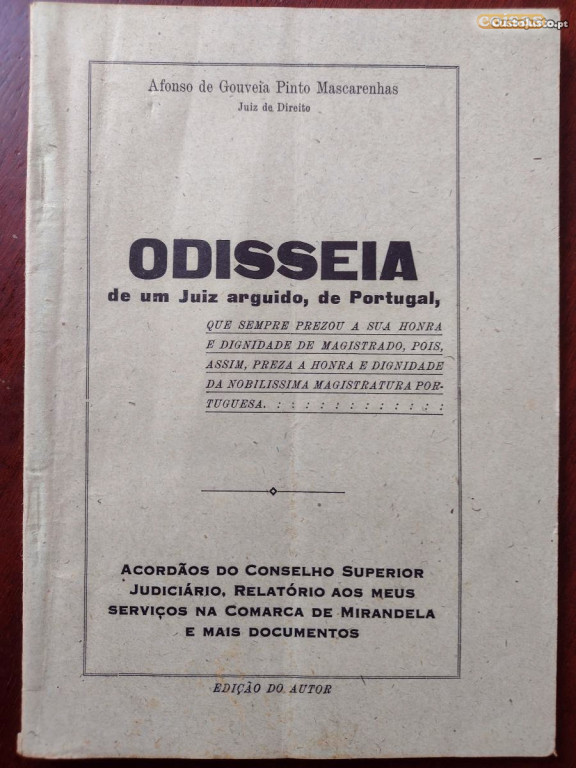 CustoJusto.pt
Afonso de Gouveia Pinto Mascarenhas
Juiz de Direito
ODISSEIA
de um Juiz arguido, de Portugal,
QUE SEMPRE PREZOU A SUA HONRA
E DIGNIDADE DE MAGISTRADO, POIS,
ASSIM, PREZA A HONRA E DIGNIDADE
DA NOBILISSIMA MAGISTRATURA POR-
TUGUESA. : : : : : : : : : : : :
ACORDÃOS DO CONSELHO SUPERIOR
JUDICIÁRIO, RELATÓRIO AOS MEUS
SERVIÇOS NA COMARCA DE MIRANDELA
E MAIS DOCUMENTOS
EDIÇÃO DO AUTOR